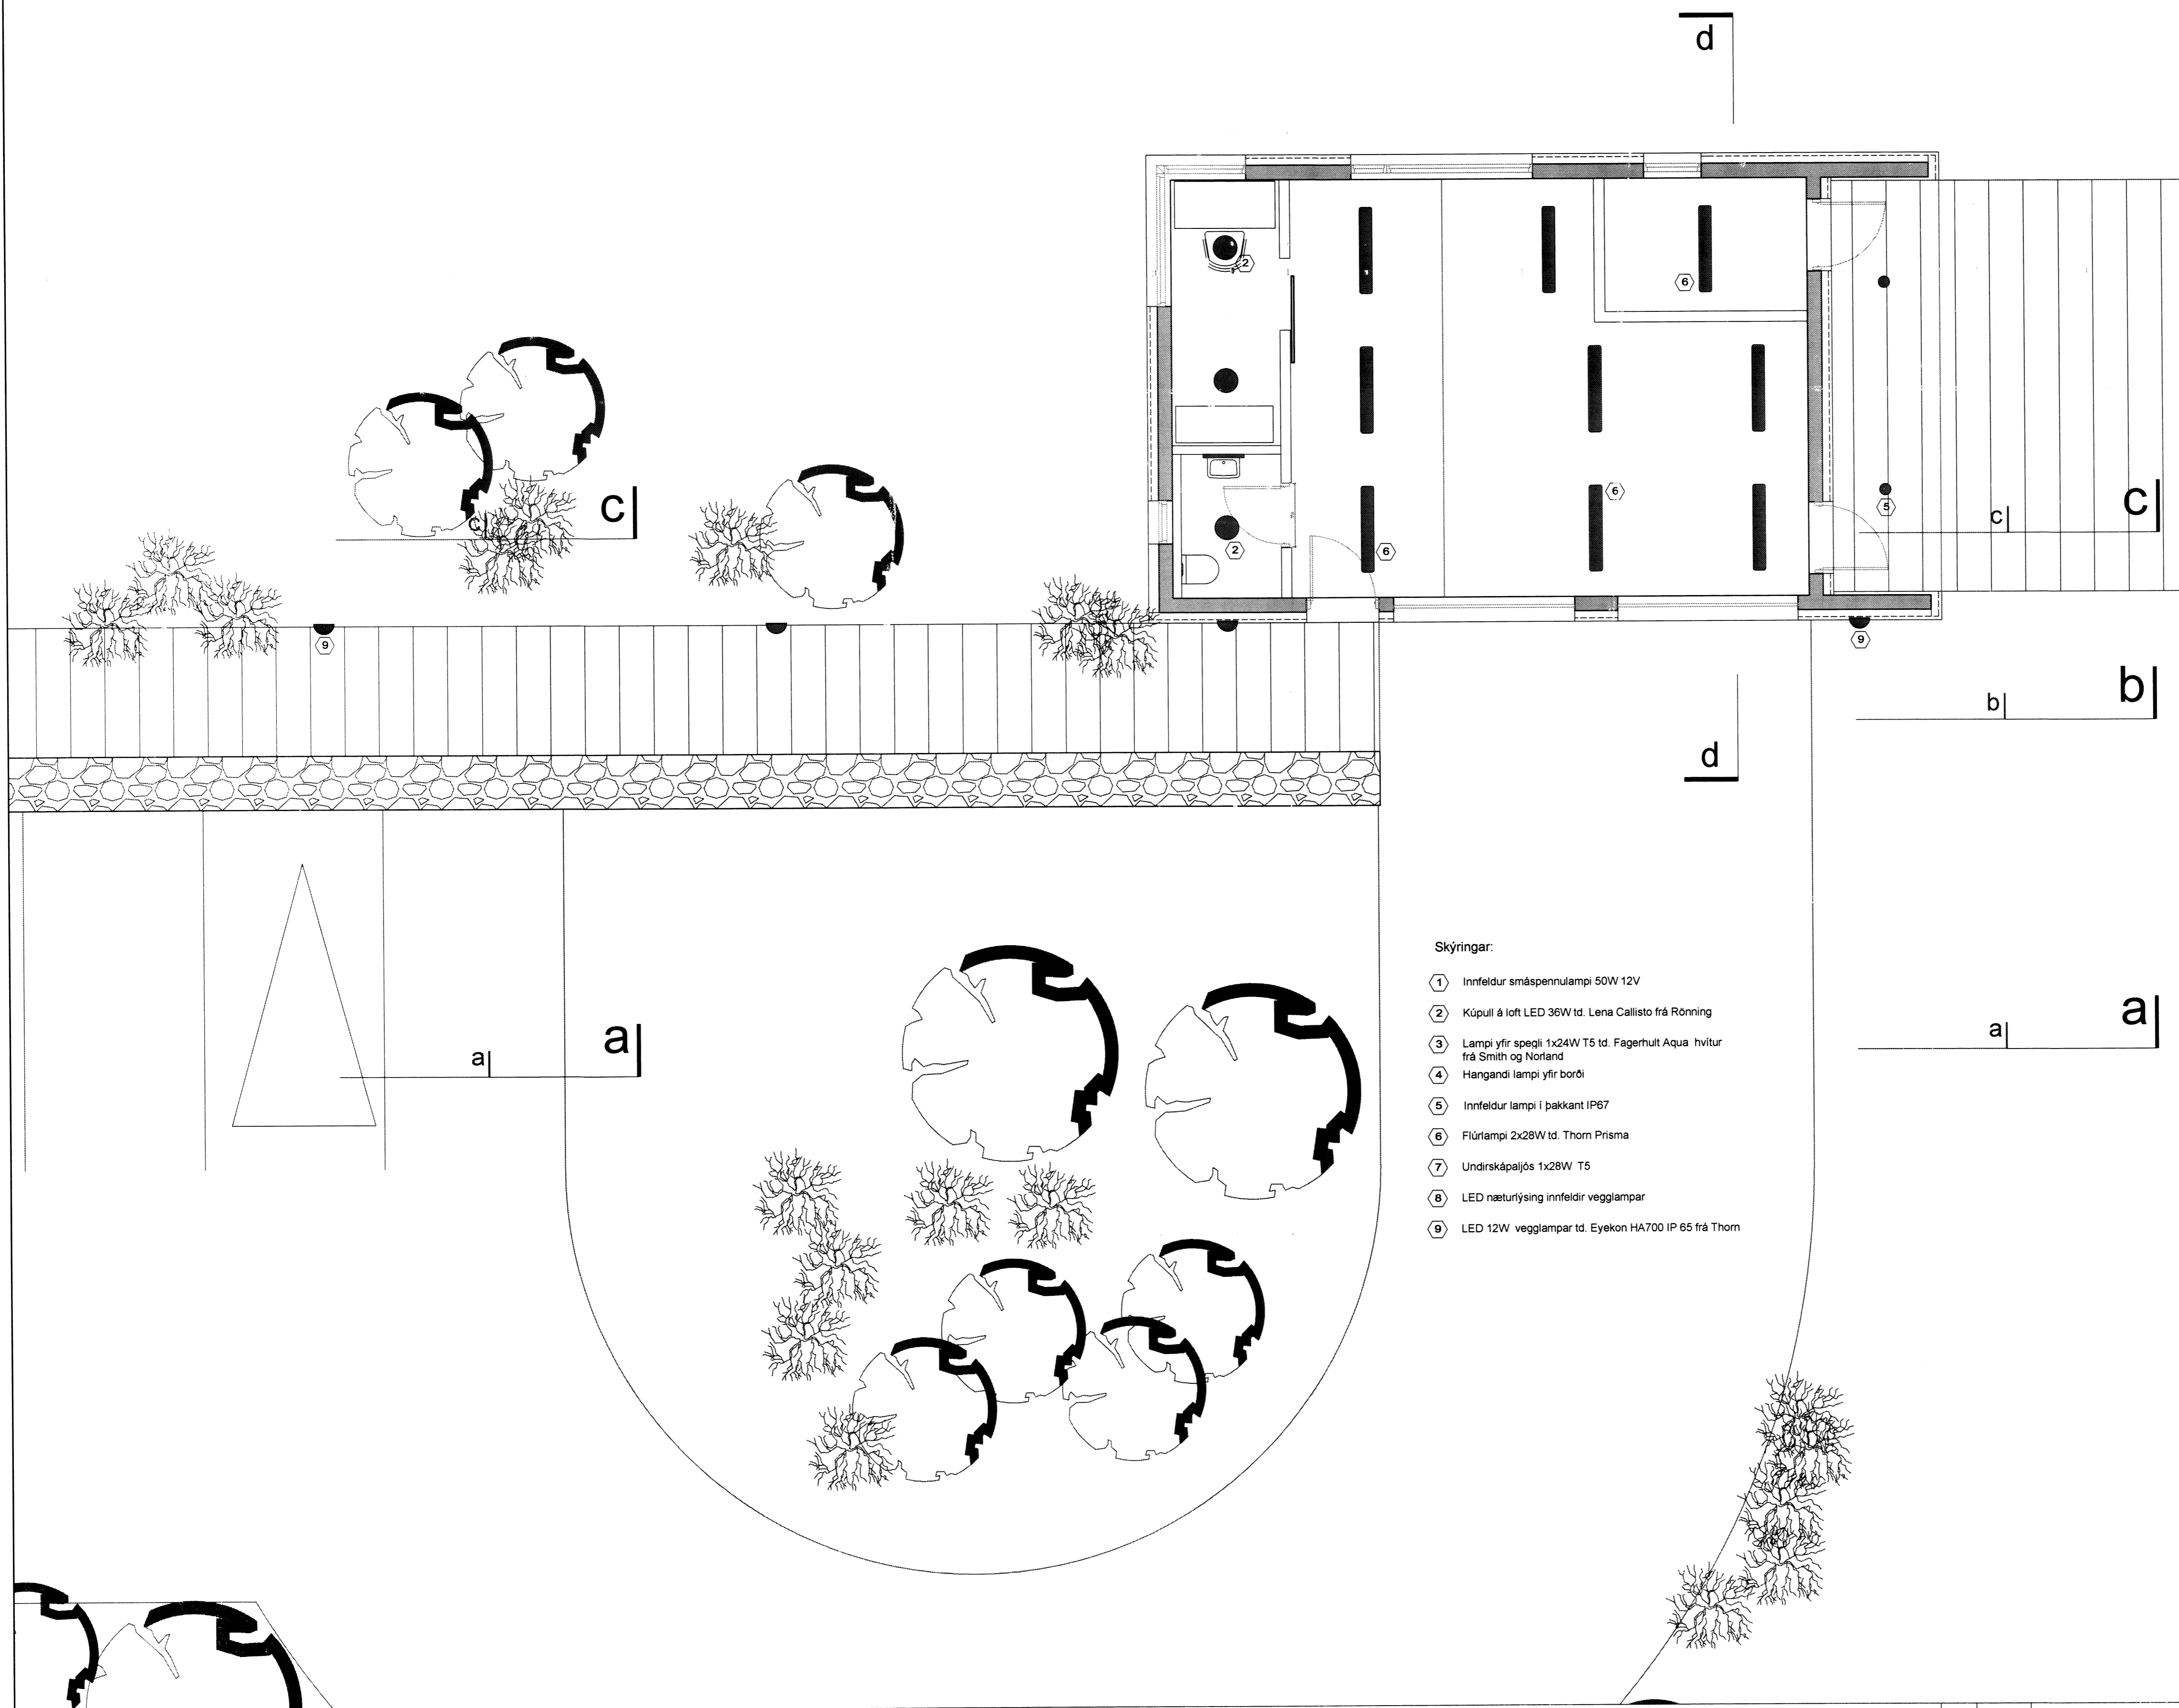 d
2
6
6
6
2
5
c
c
c
c
9
9
b
b
d
a
a
a
a
Skýringar:
1 Innfeldur smáspennulampi 50W 12V
2 Kúpull á loft LED 36W td. Lena Callisto frá Rönning
3 Lampi yfir spegli 1x24W T5 td. Fagerhult Aqua hvítur
frá Smith og Norland
4 Hangandi lampi yfir borði
5 Innfeldur lampi í þakkant IP67
6 Flúrlampi 2x28W td. Thorn Prisma
7 Undirskápaljós 1x28W T5
8 LED næturlýsing innfeldir vegglampar
9 LED 12W vegglampar td. Eyekon HA700 IP 65 frá Thorn